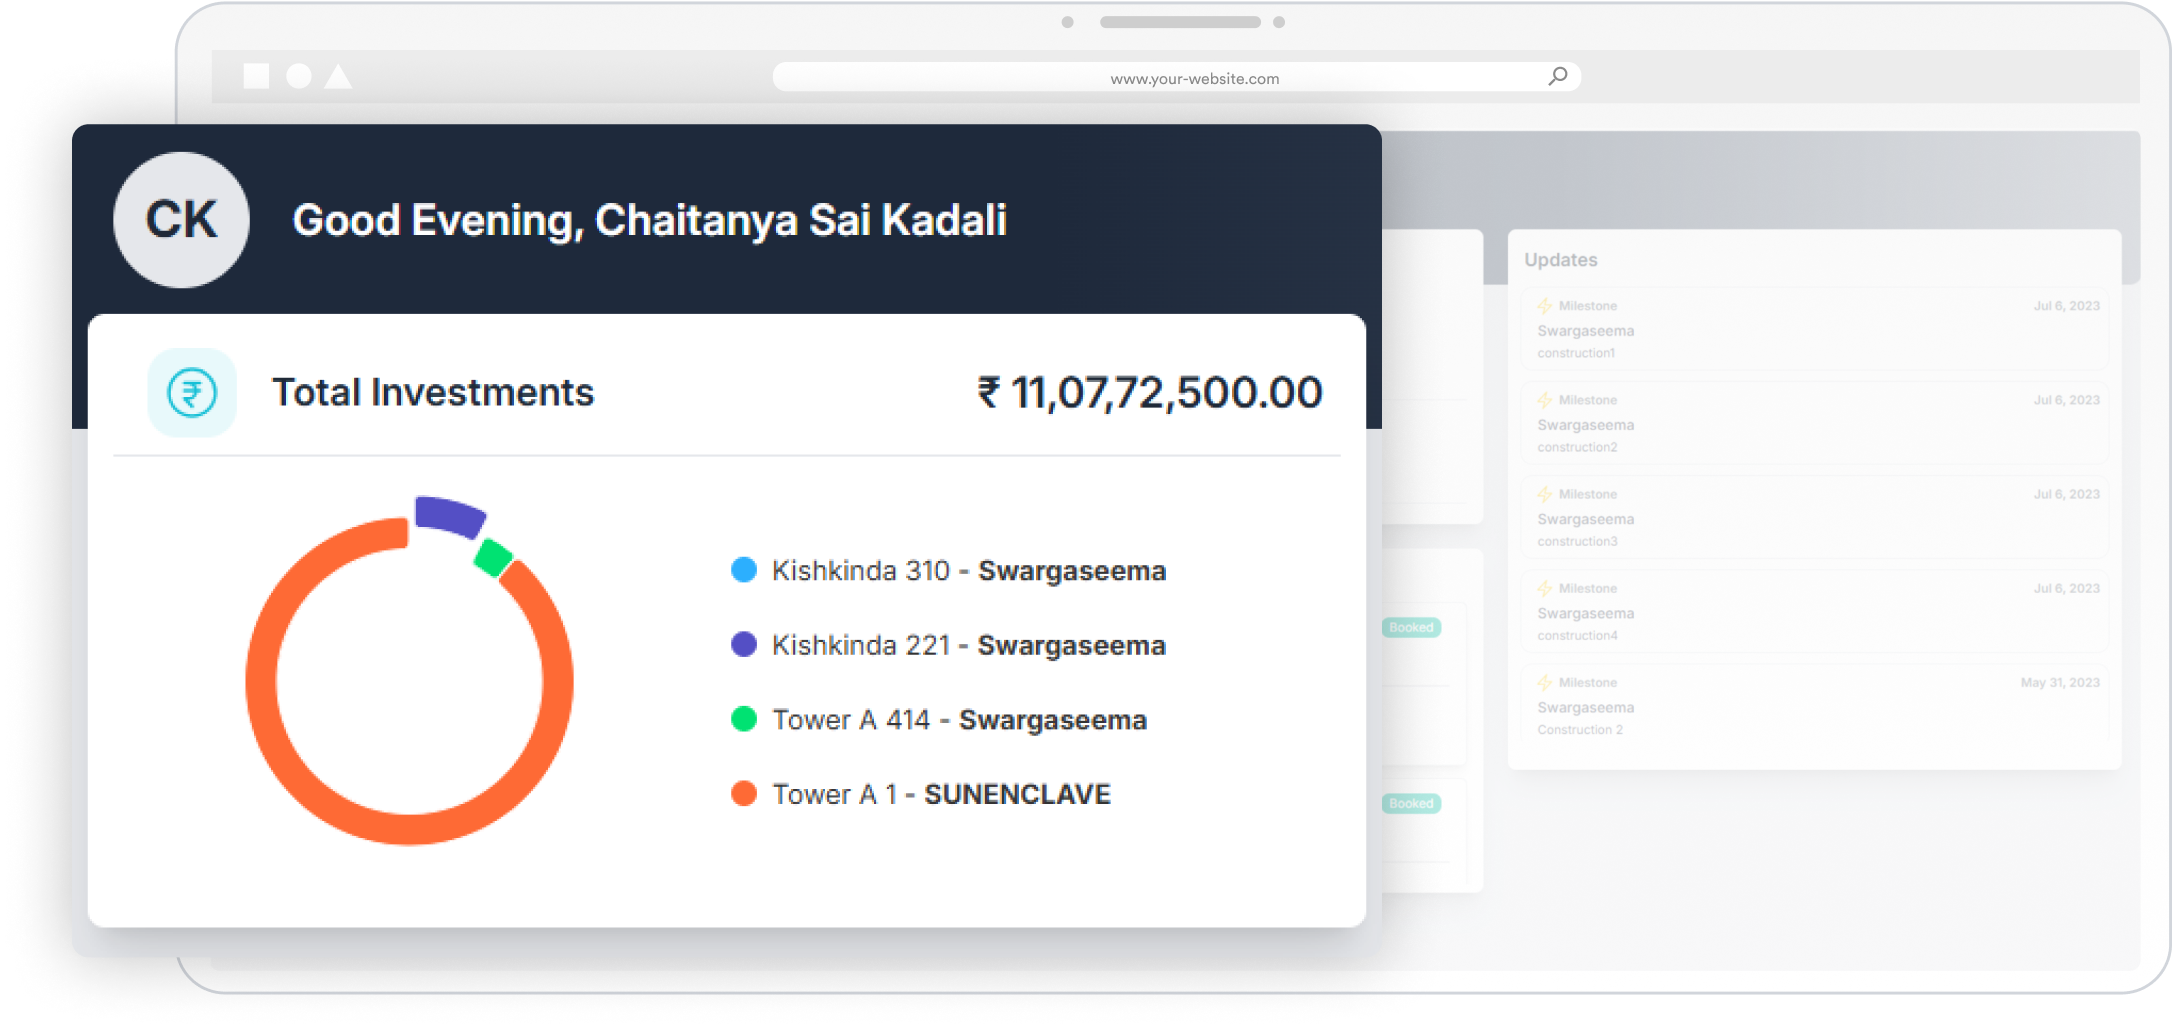 www.your-website.com
CK
Good Evening, Chaitanya Sai Kadali
Total Investments
₹ 11,07,72,500.00
Kishkinda 310 - Swargaseema
Kishkinda 221 - Swargaseema
Tower A 414 - Swargaseema
Tower A 1 - SUNENCLAVE
Booked
Booked
Updates
Milestone Jul 6, 2023
Swargaseema
construction1
Milestone Jul 6, 2023
Swargaseema
construction2
Milestone Jul 6, 2023
Swargaseema
construction3
Milestone Jul 6, 2023
Swargaseema
construction4
Milestone May 31, 2023
Swargaseema
Construction 2